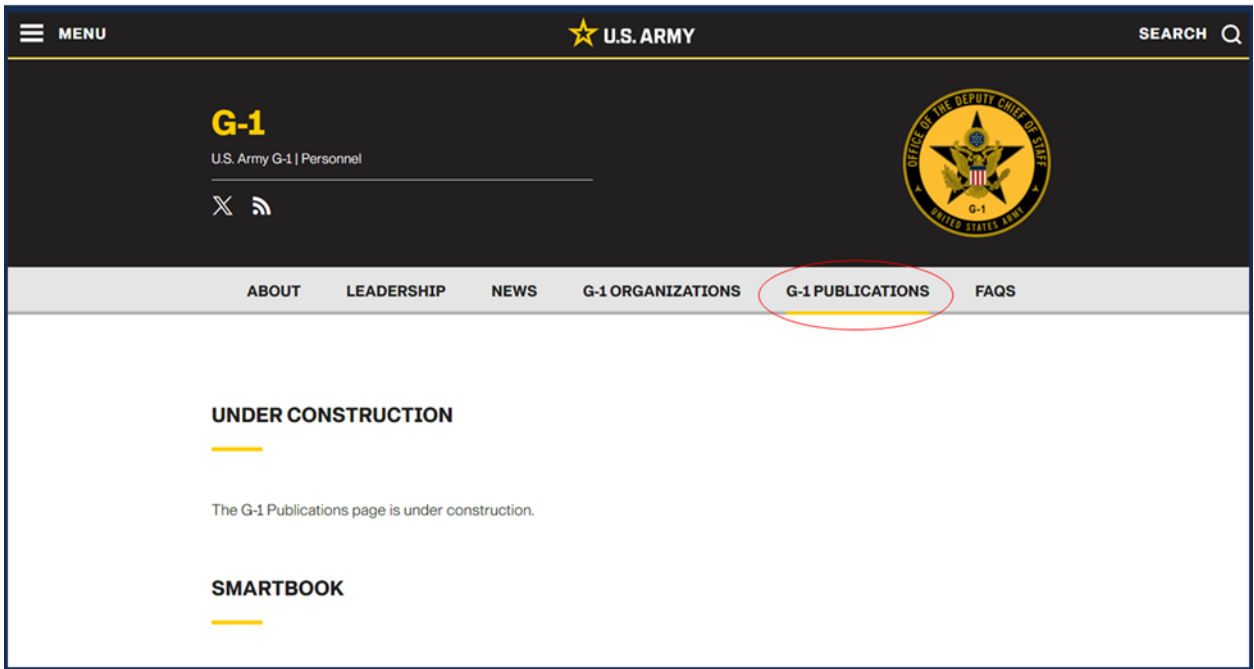 MENU
U.S. ARMY
SEARCH
G-1
U.S. Army G-1 | Personnel
OFFICE OF THE DEPUTY CHIEF OF STAFF
G-1
UNITED STATES ARMY
ABOUT LEADERSHIP NEWS G-1 ORGANIZATIONS G-1 PUBLICATIONS FAQS
UNDER CONSTRUCTION
The G-1 Publications page is under construction.
SMARTBOOK